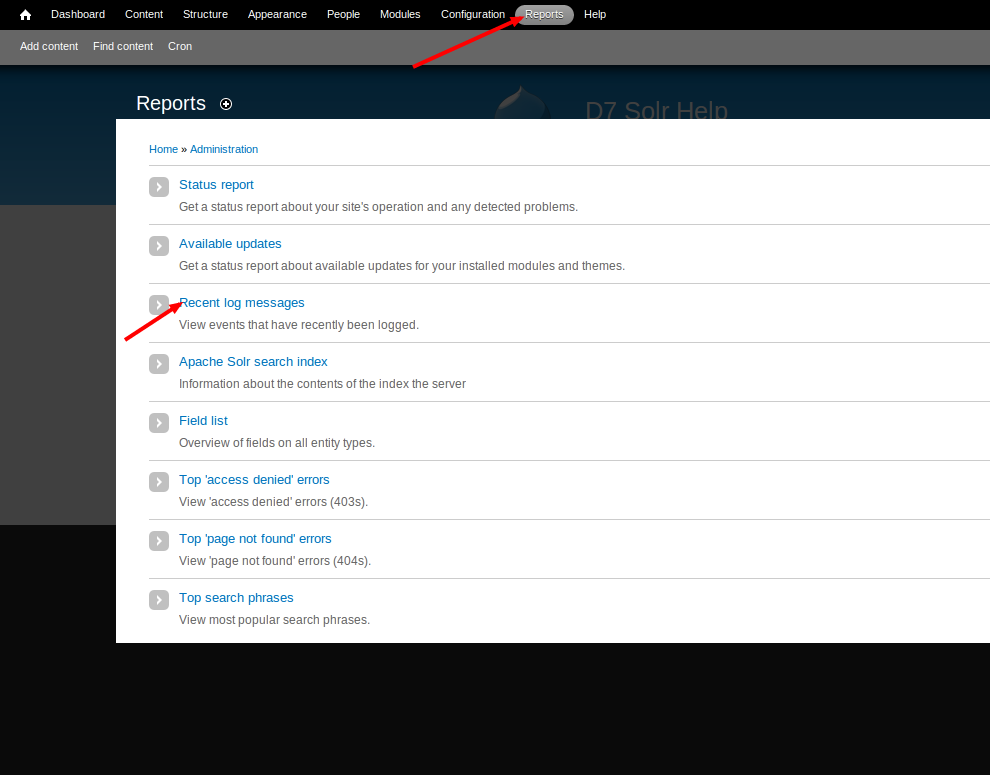 Dashboard Content Structure Appearance People Modules Configuration Reports Help
Add content Find content Cron
Reports
D7 Solr Help
Home » Administration
Status report
Get a status report about your site's operation and any detected problems.
Available updates
Get a status report about available updates for your installed modules and themes.
Recent log messages
View events that have recently been logged.
Apache Solr search index
Information about the contents of the index the server
Field list
Overview of fields on all entity types.
Top 'access denied' errors
View 'access denied' errors (403s).
Top 'page not found' errors
View 'page not found' errors (404s).
Top search phrases
View most popular search phrases.